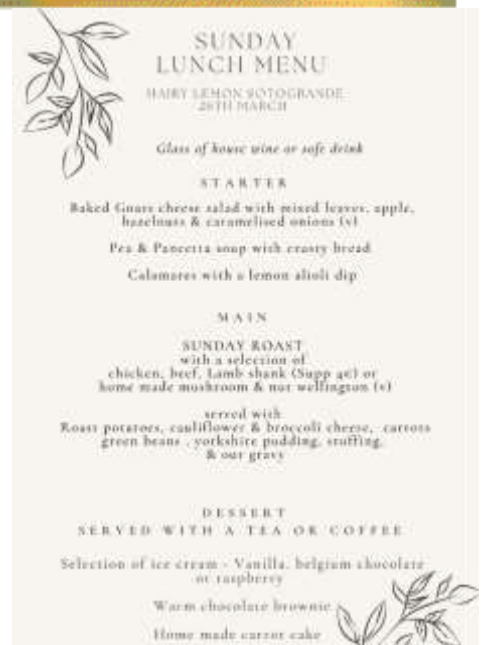 SUNDAY
LUNCH MENU
HAIRY LEMON SOTOGRANDE
26TH MARCH
Glass of house wine or soft drink
STARTER
Baked Goats cheese salad with mixed leaves, apple,
hazelnuts & caramelised onions (v)
Pea & Pancetta soup with crusty bread
Calamares with a lemon alioli dip
MAIN
SUNDAY ROAST
with a selection of
chicken, beef, Lamb shank (Supp 4€) or
home made mushroom & nut wellington (v)
served with
Roast potatoes, cauliflower & broccoli cheese, carrots
green beans , yorkshire pudding, stuffing,
& our gravy
DESSERT
SERVED WITH A TEA OR COFFEE
Selection of ice cream - Vanilla, belgium chocolate
or raspberry
Warm chocolate brownie
Home made carrot cake